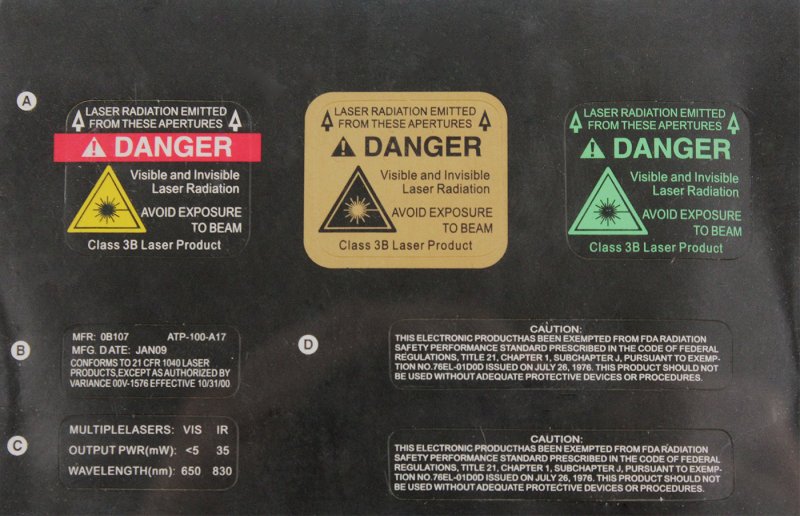 A
LASER RADIATION EMITTED
FROM THESE APERTURES
DANGER
Visible and Invisible
Laser Radiation
AVOID EXPOSURE
TO BEAM
Class 3B Laser Product
LASER RADIATION EMITTED
FROM THESE APERTURES
DANGER
Visible and Invisible
Laser Radiation
AVOID EXPOSURE
TO BEAM
Class 3B Laser Product
LASER RADIATION EMITTED
FROM THESE APERTURES
DANGER
Visible and Invisible
Laser Radiation
AVOID EXPOSURE
TO BEAM
Class 3B Laser Product
B
MFR: 0B107 ATP-100-A17
MFG. DATE: JAN09
CONFORMS TO 21 CFR 1040 LASER
PRODUCTS,EXCEPT AS AUTHORIZED BY
VARIANCE 00V-1576 EFFECTIVE 10/31/00
C
MULTIPLELASERS: VIS IR
OUTPUT PWR(mW): <5 35
WAVELENGTH(nm): 650 830
D
CAUTION:
THIS ELECTRONIC PRODUCTHAS BEEN EXEMPTED FROM FDA RADIATION
SAFETY PERFORMANCE STANDARD PRESCRIBED IN THE CODE OF FEDERAL
REGULATIONS, TITLE 21, CHAPTER 1, SUBCHAPTER J, PURSUANT TO EXEMP-
TION NO.76EL-01D0D ISSUED ON JULY 26, 1976. THIS PRODUCT SHOULD NOT
BE USED WITHOUT ADEQUATE PROTECTIVE DEVICES OR PROCEDURES.
CAUTION:
THIS ELECTRONIC PRODUCTHAS BEEN EXEMPTED FROM FDA RADIATION
SAFETY PERFORMANCE STANDARD PRESCRIBED IN THE CODE OF FEDERAL
REGULATIONS, TITLE 21, CHAPTER 1, SUBCHAPTER J, PURSUANT TO EXEMP-
TION NO.76EL-01D0D ISSUED ON JULY 26, 1976. THIS PRODUCT SHOULD NOT
BE USED WITHOUT ADEQUATE PROTECTIVE DEVICES OR PROCEDURES.